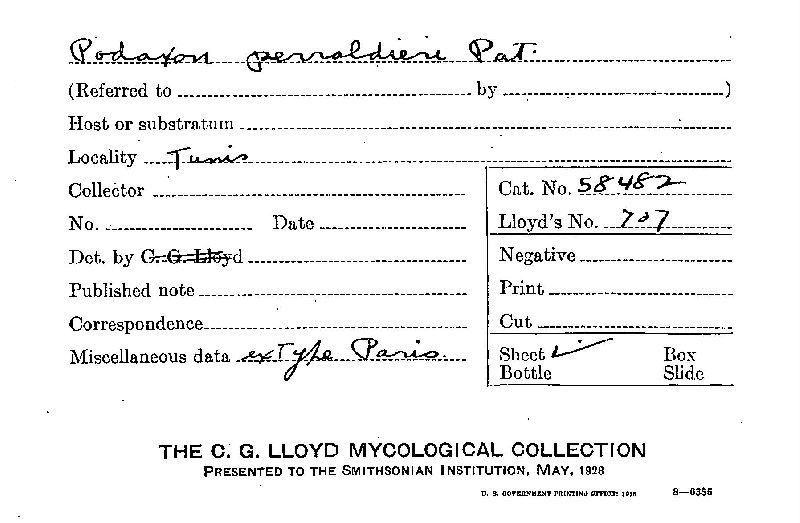 Podaxon perraldieri Pat.
(Referred to by )
Host or substratum
Locality Tunis
Collector
Cat. No. 58482
No. Date
Lloyd's No. 707
Det. by C. G. Lloyd
Negative
Published note
Print
Correspondence
Cut
Miscellaneous data ex Type Paris
Sheet ✓ Box
Bottle Slide
THE C. G. LLOYD MYCOLOGICAL COLLECTION
PRESENTED TO THE SMITHSONIAN INSTITUTION, MAY, 1928
U. S. GOVERNMENT PRINTING OFFICE: 1928 8—6356